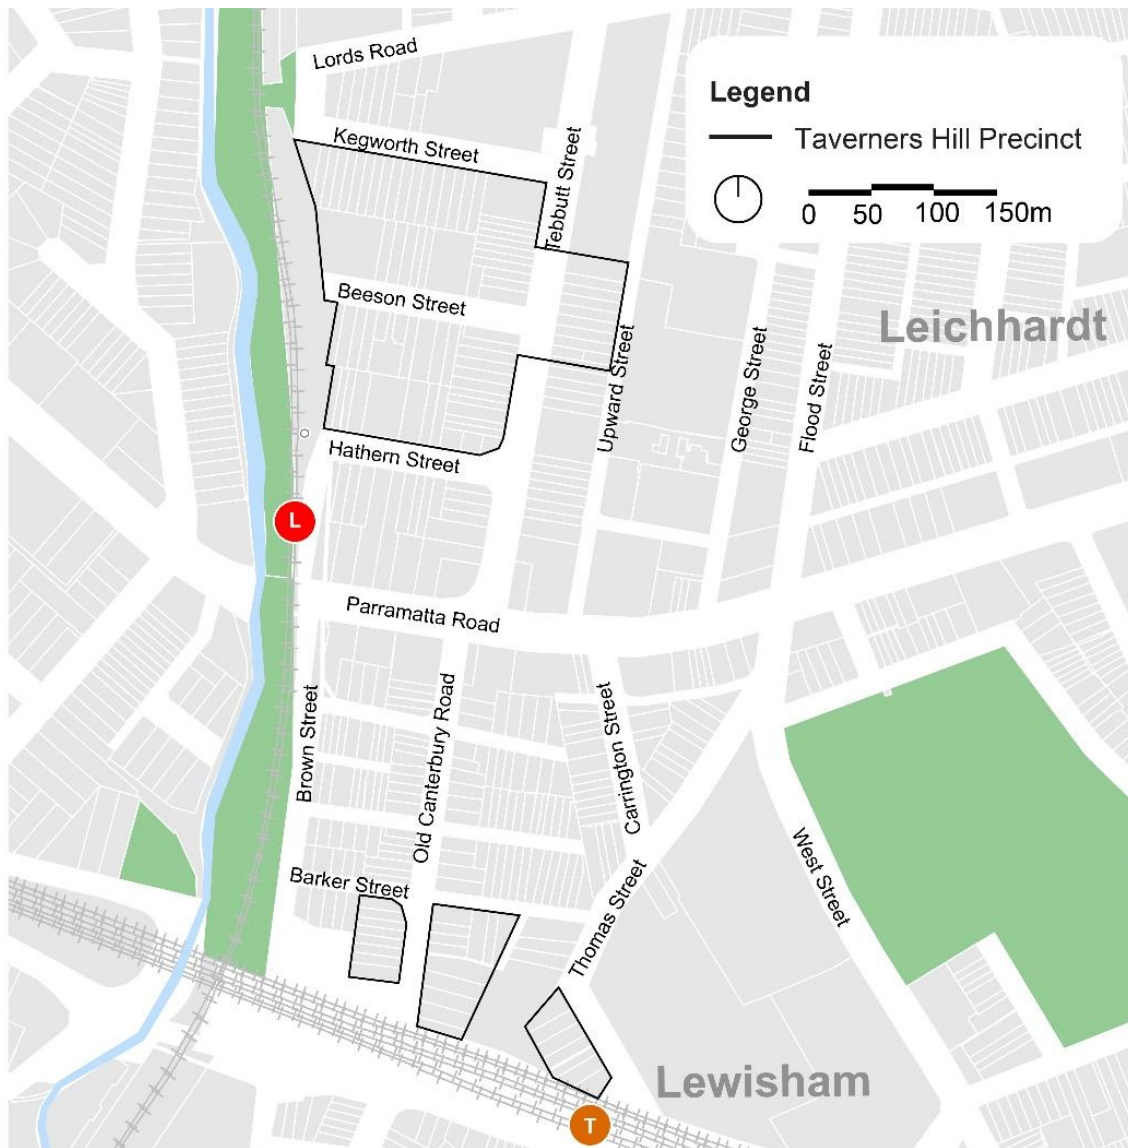 Lords Road
Legend
Taverners Hill Precinct
0 50 100 150m
Kegworth Street
Tebbutt Street
Beeson Street
Leichhardt
Upward Street
George Street
Flood Street
Hathern Street
L
Parramatta Road
Brown Street
Old Canterbury Road
Carrington Street
West Street
Barker Street
Thomas Street
Lewisham
T